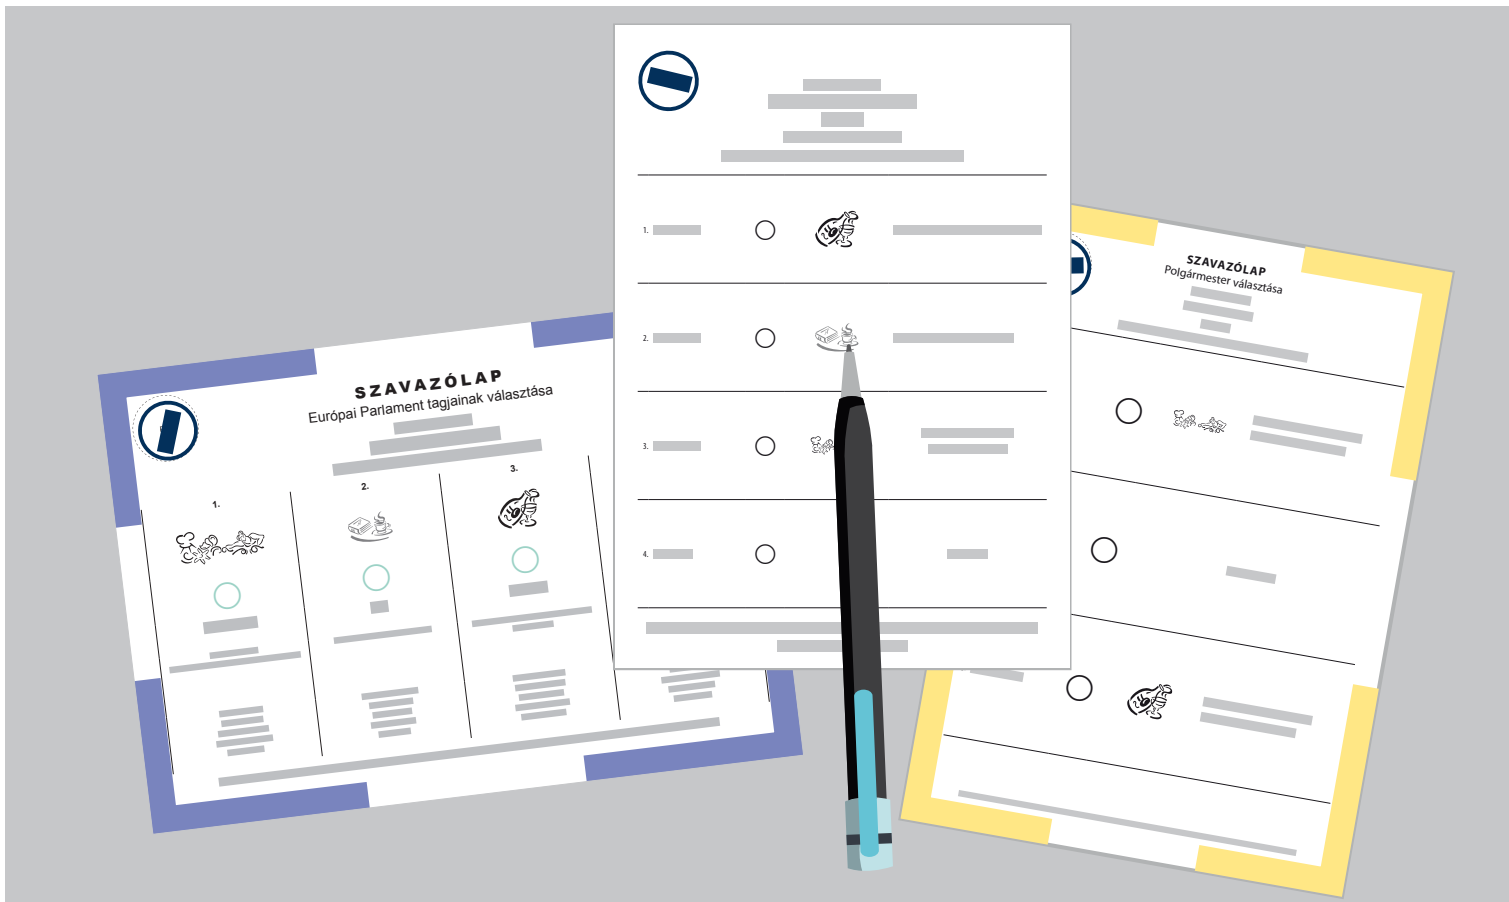 SZAVAZÓLAP
Európai Parlament tagjainak választása
1.
2.
3.
1.
2.
3.
4.
SZAVAZÓLAP
Polgármester választása